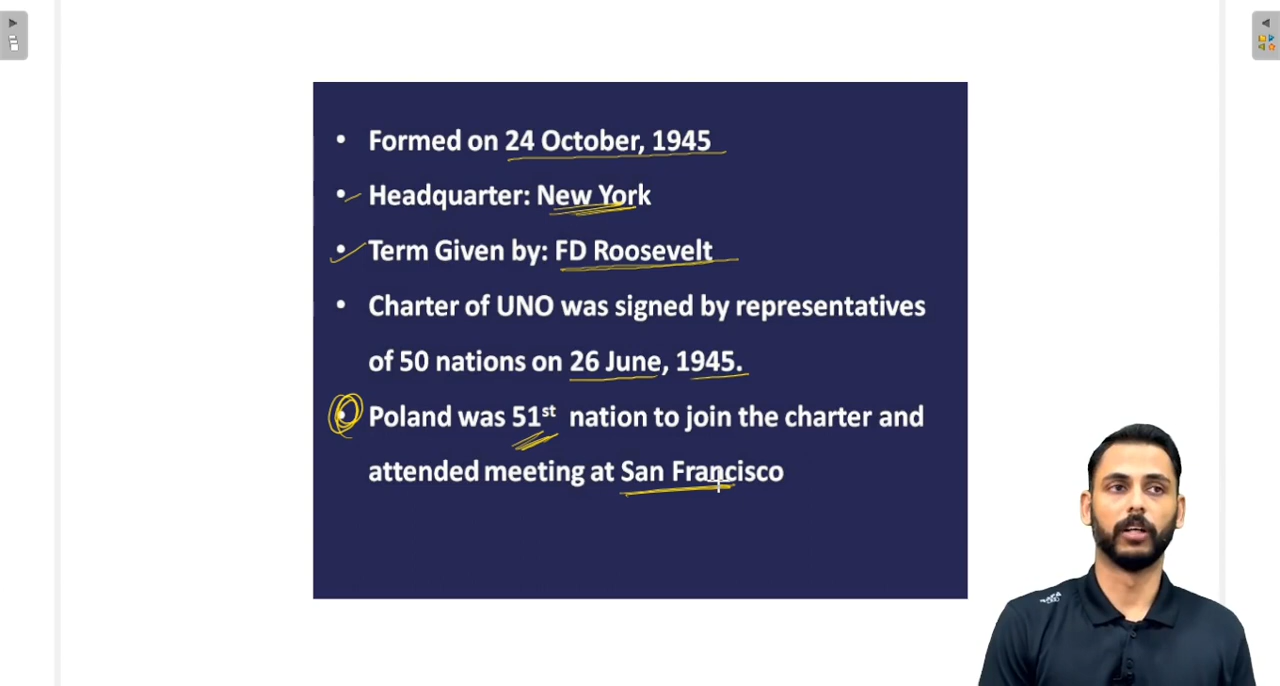 • Formed on 24 October, 1945
• Headquarter: New York
• Term Given by: FD Roosevelt
• Charter of UNO was signed by representatives
of 50 nations on 26 June, 1945.
• Poland was 51st nation to join the charter and
attended meeting at San Francisco